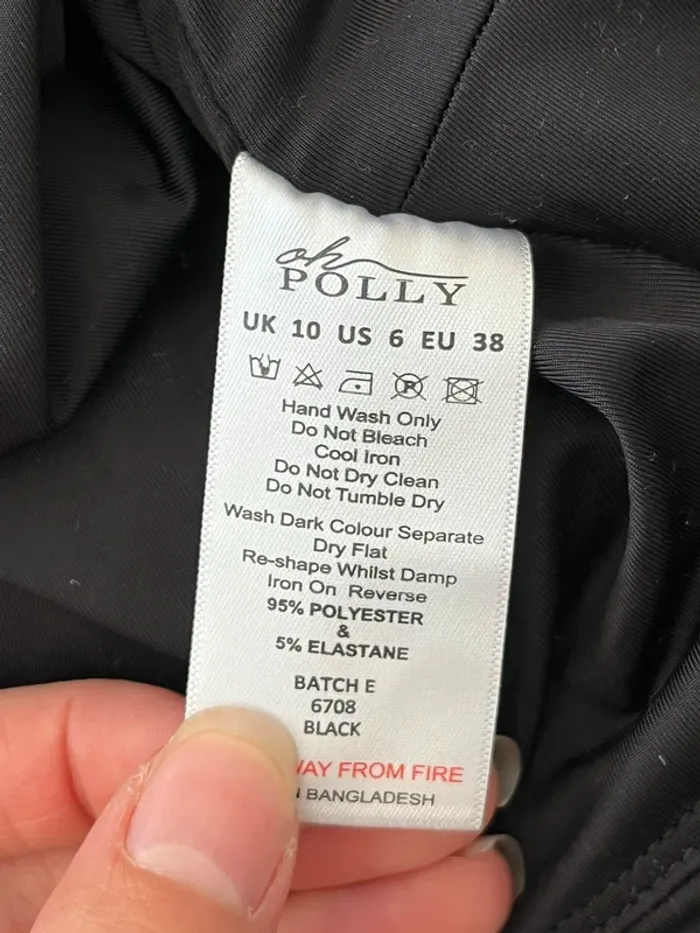 oh
POLLY
UK 10 US 6 EU 38
P
Hand Wash Only
Do Not Bleach
Cool Iron
Do Not Dry Clean
Do Not Tumble Dry
Wash Dark Colour Separate
Dry Flat
Re-shape Whilst Damp
Iron On Reverse
95% POLYESTER
&
5% ELASTANE
BATCH E
6708
BLACK
FROM FIRE
BANGLADESH